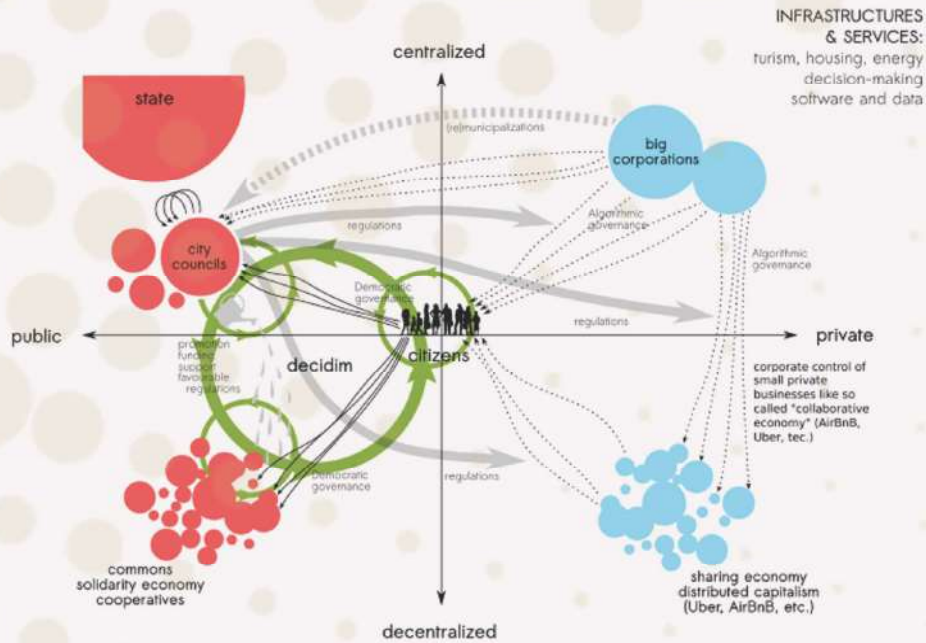 INFRASTRUCTURES
& SERVICES:
turism, housing, energy
decision-making
software and data
centralized
state
(re)municipalizations
big
corporations
regulations
Algorithmic
governance
city
councils
Algorithmic
governance
Democratic
governance
regulations
public
private
citizens
promotion
funding
support
favourable
regulations
decidim
corporate control of
small private
businesses like so
called "collaborative
economy" (AirBnB,
Uber, tec.)
Democratic
governance
regulations
commons
solidarity economy
cooperatives
sharing economy
distributed capitalism
(Uber, AirBnB, etc.)
decentralized